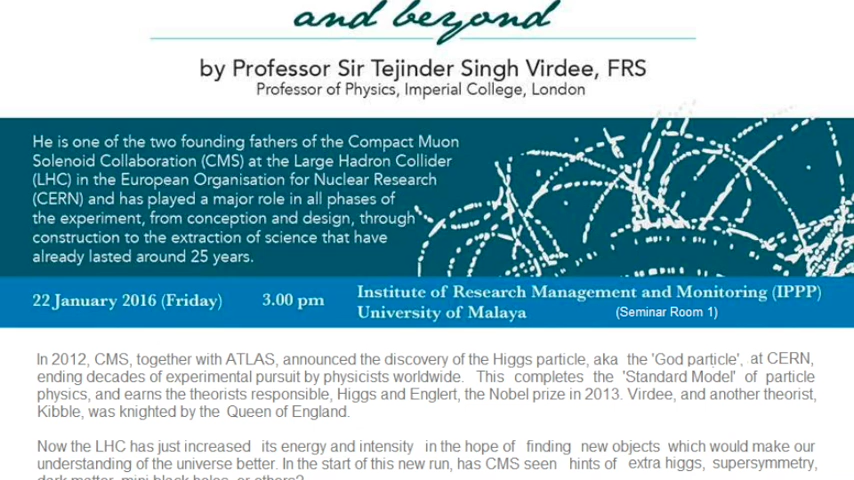 and beyond
by Professor Sir Tejinder Singh Virdee, FRS
Professor of Physics, Imperial College, London
He is one of the two founding fathers of the Compact Muon
Solenoid Collaboration (CMS) at the Large Hadron Collider
(LHC) in the European Organisation for Nuclear Research
(CERN) and has played a major role in all phases of
the experiment, from conception and design, through
construction to the extraction of science that have
already lasted around 25 years.
22 January 2016 (Friday) 3.00 pm Institute of Research Management and Monitoring (IPPP)
University of Malaya (Seminar Room 1)
In 2012, CMS, together with ATLAS, announced the discovery of the Higgs particle, aka the 'God particle', at CERN,
ending decades of experimental pursuit by physicists worldwide. This completes the 'Standard Model' of particle
physics, and earns the theorists responsible, Higgs and Englert, the Nobel prize in 2013. Virdee, and another theorist,
Kibble, was knighted by the Queen of England.
Now the LHC has just increased its energy and intensity in the hope of finding new objects which would make our
understanding of the universe better. In the start of this new run, has CMS seen hints of extra higgs, supersymmetry,
dark matter, mini black holes, or others?